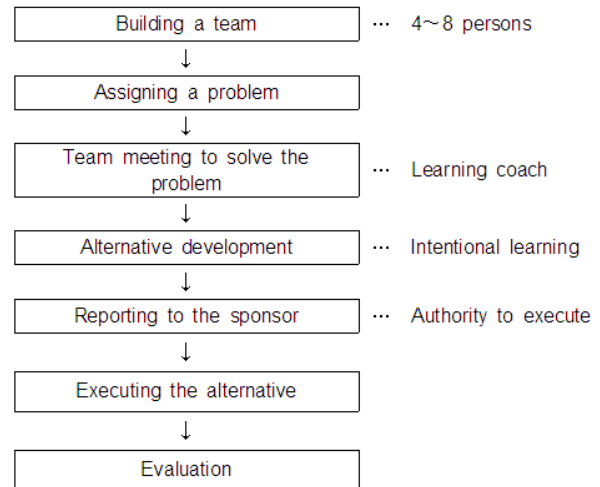 Building a team … 4～8 persons
↓
Assigning a problem
↓
Team meeting to solve the
problem … Learning coach
↓
Alternative development … Intentional learning
↓
Reporting to the sponsor … Authority to execute
↓
Executing the alternative
↓
Evaluation